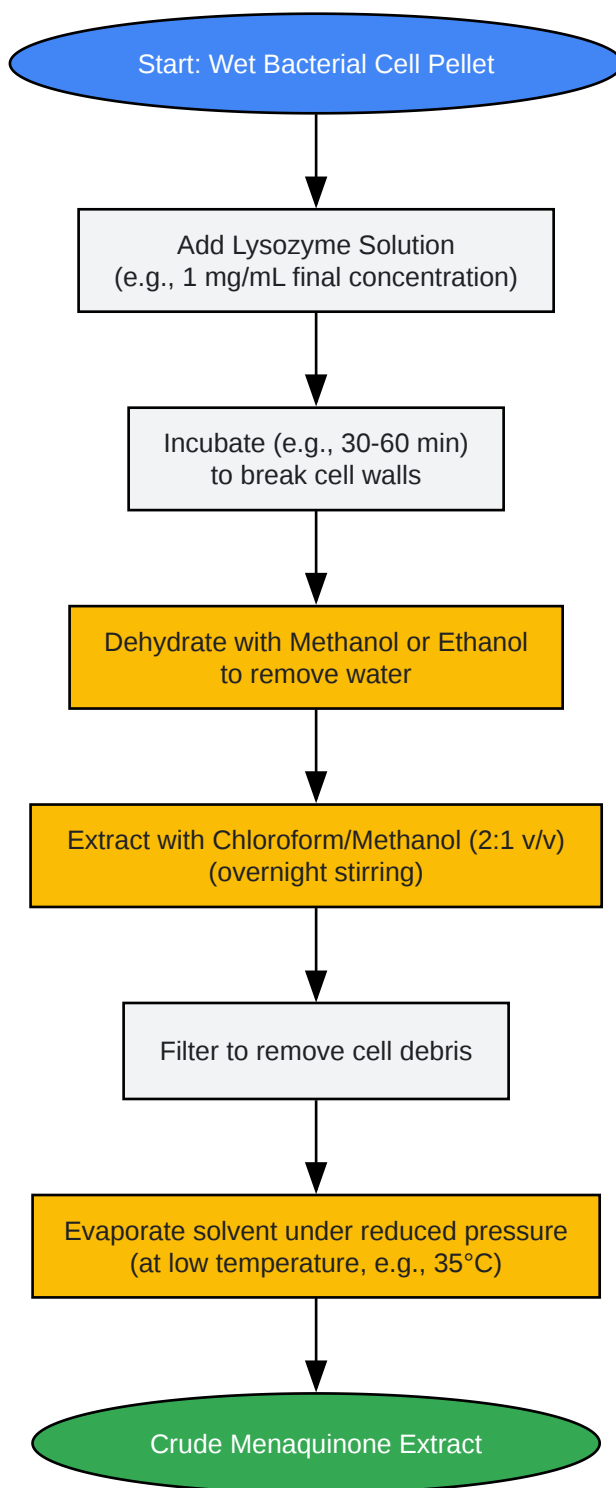 Start: Wet Bacterial Cell Pellet
Add Lysozyme Solution
(e.g., 1 mg/mL final concentration)
Incubate (e.g., 30-60 min)
to break cell walls
Dehydrate with Methanol or Ethanol
to remove water
Extract with Chloroform/Methanol (2:1 v/v)
(overnight stirring)
Filter to remove cell debris
Evaporate solvent under reduced pressure
(at low temperature, e.g., 35°C)
Crude Menaquinone Extract